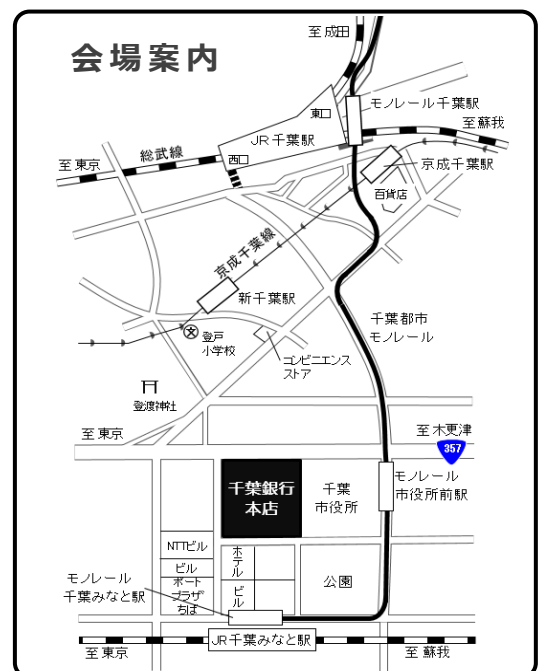 会場案内
至成田
モノレール千葉駅
東口
JR千葉駅
至蘇我
総武線
西口
至東京
京成千葉駅
百貨店
京成千葉線
新千葉駅
千葉都市
モノレール
登戸
小学校
コンビニエンス
ストア
登渡神社
至東京
至木更津
357
千葉銀行
本店
千葉
市役所
モノレール
市役所前駅
NTTビル
ビル
ポート
プラザ
ちば
ホテル
ビル
公園
モノレール
千葉みなと駅
JR千葉みなと駅
至東京
至蘇我